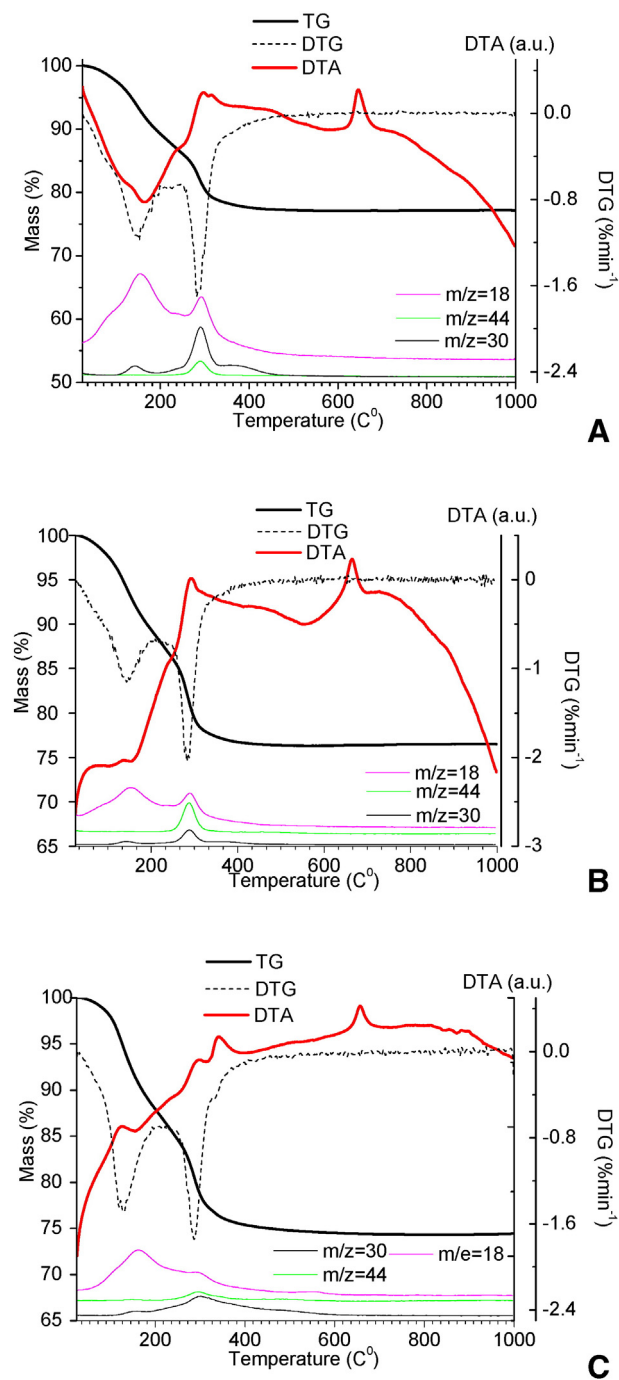 TG
DTG
DTA
DTA (a.u.)
100
90
80
70
60
50
Mass (%)
0.0
-0.8
-1.6
-2.4
DTG (%min⁻¹)
m/z=18
m/z=44
m/z=30
200 400 600 800 1000
Temperature (C⁰)
A
TG
DTG
DTA
DTA (a.u.)
100
95
90
85
80
75
70
65
Mass (%)
0
-1
-2
-3
DTG (%min⁻¹)
m/z=18
m/z=44
m/z=30
200 400 600 800 1000
Temperature (C⁰)
B
TG
DTG
DTA
DTA (a.u.)
100
95
90
85
80
75
70
65
Mass (%)
0.0
-0.8
-1.6
-2.4
DTG (%min⁻¹)
m/z=30 m/e=18
m/z=44
200 400 600 800 1000
Temperature (C⁰)
C